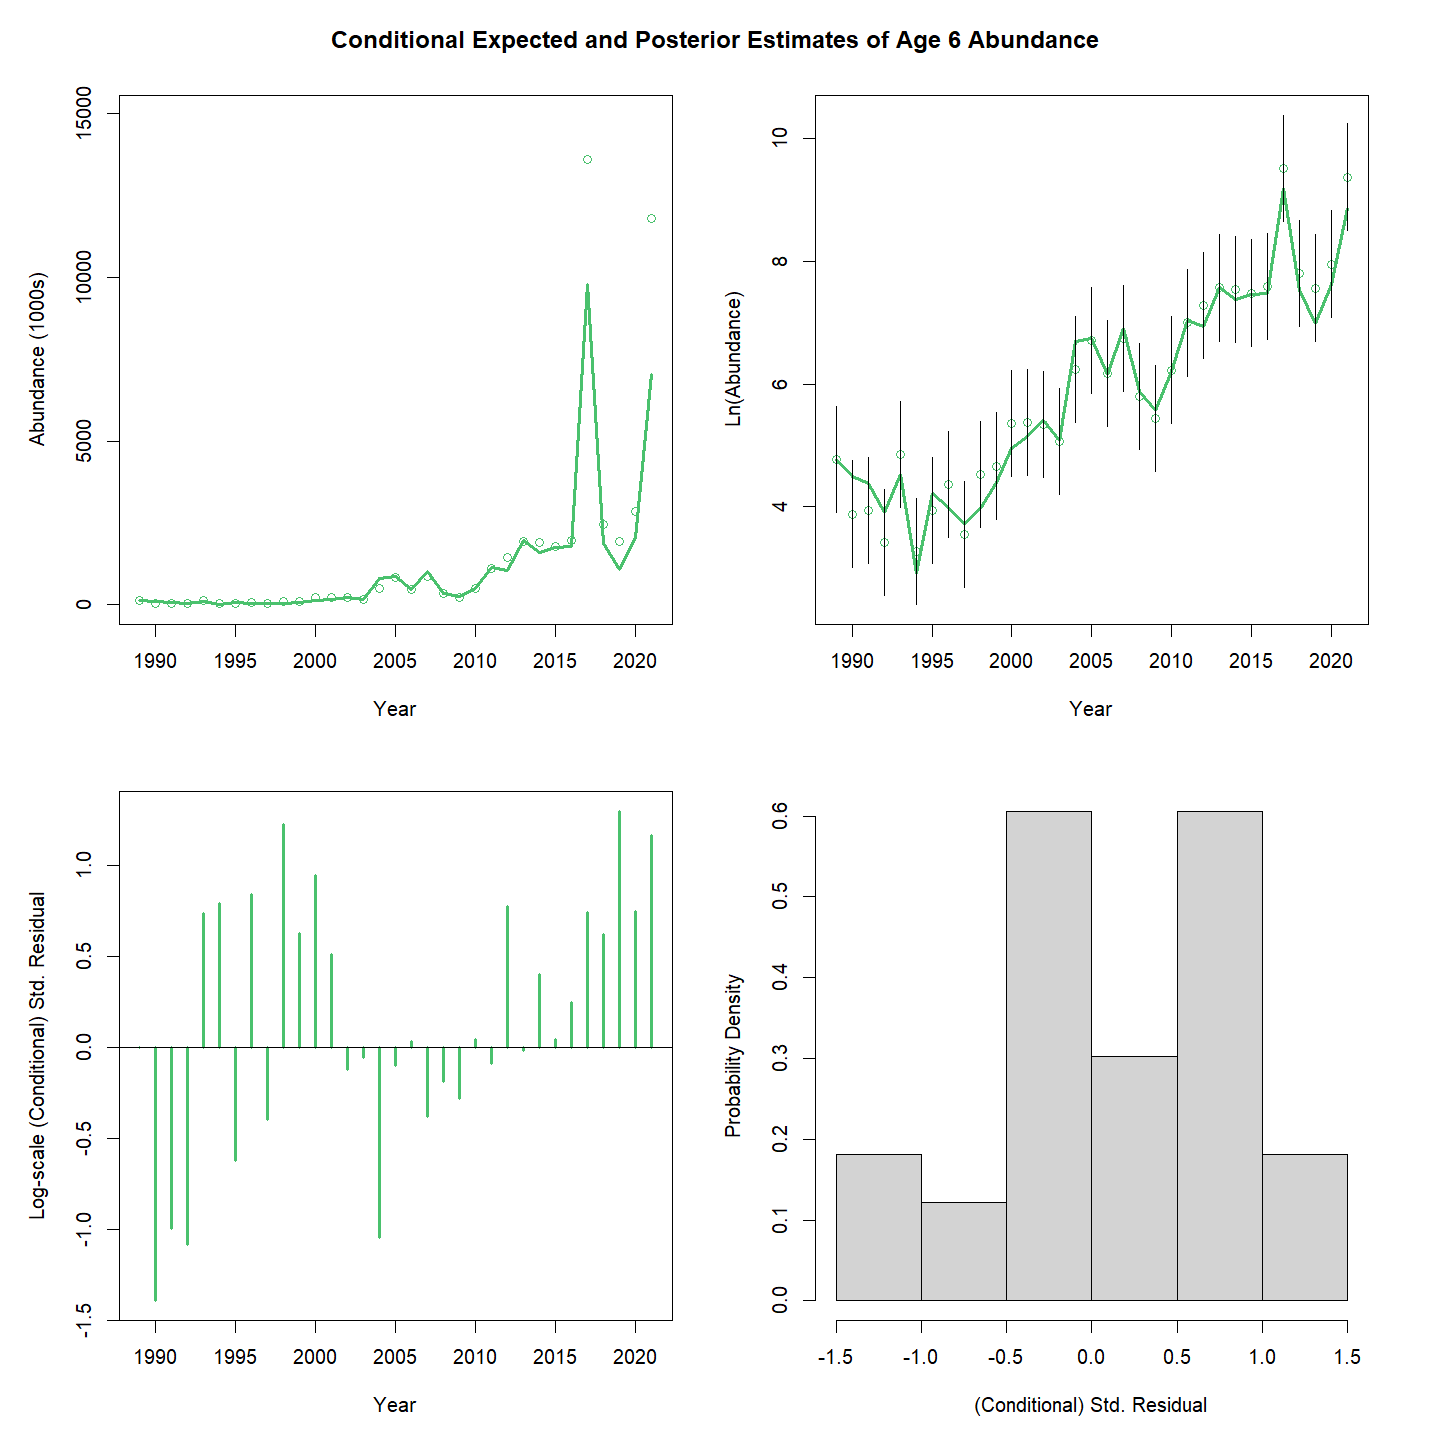 Conditional Expected and Posterior Estimates of Age 6 Abundance
Abundance (1000s)
15000
10000
5000
0
1990 1995 2000 2005 2010 2015 2020
Year
Ln(Abundance)
10
8
6
4
1990 1995 2000 2005 2010 2015 2020
Year
Log-scale (Conditional) Std. Residual
1.0
0.5
0.0
-0.5
-1.0
-1.5
1990 1995 2000 2005 2010 2015 2020
Year
Probability Density
0.6
0.5
0.4
0.3
0.2
0.1
0.0
-1.5 -1.0 -0.5 0.0 0.5 1.0 1.5
(Conditional) Std. Residual